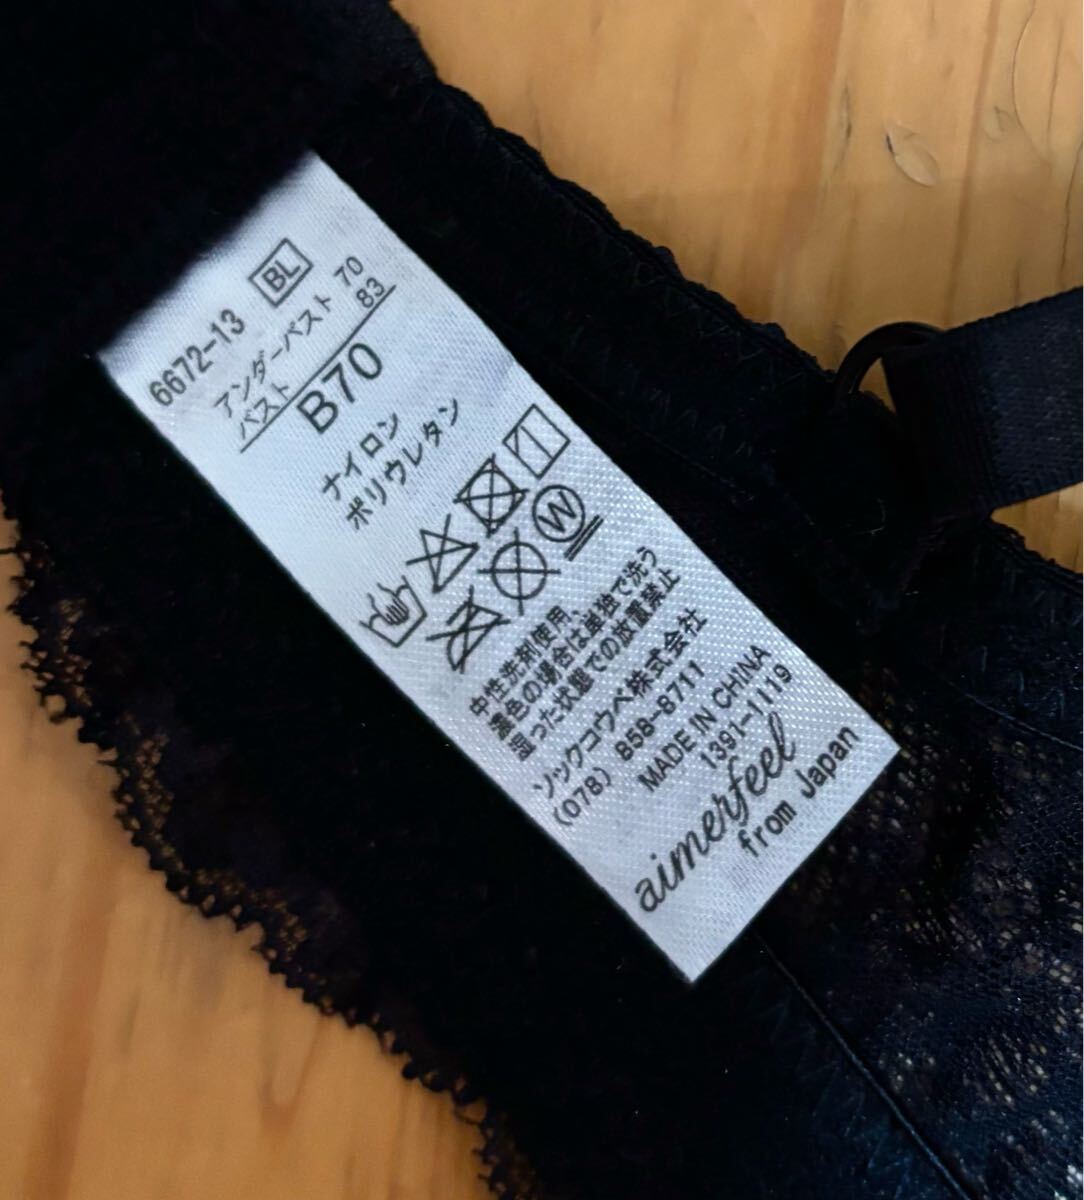 6672-13 BL
アンダーバスト 70
バスト 83
B70
ナイロン
ポリウレタン
W
中性洗剤使用、
濃色の場合は単独で洗う
湿った状態での放置禁止
ソックコウベ株式会社
(078) 858-8711
MADE IN CHINA
1391-1119
aimerfeel
from Japan